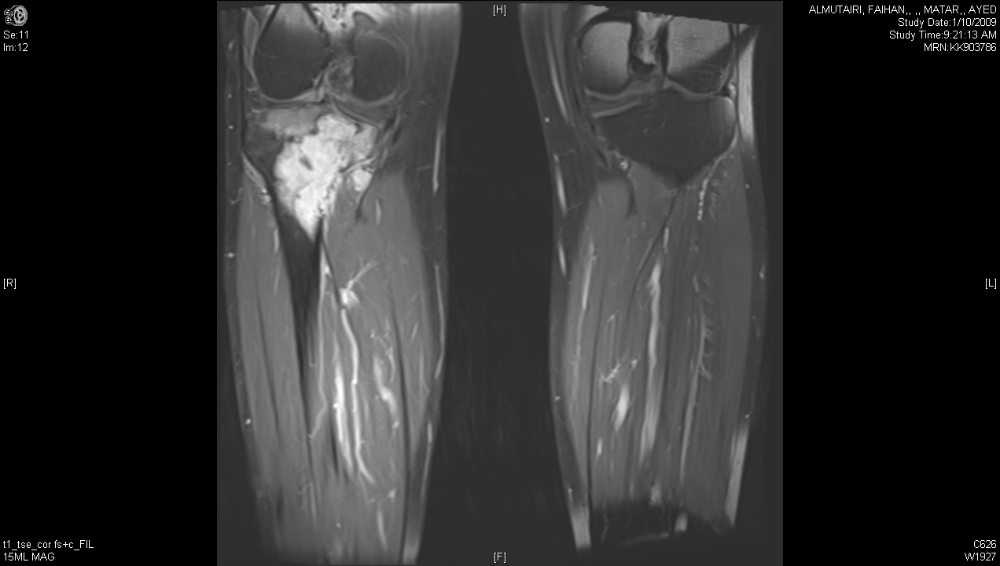 ALMUTAIRI, FAIHAN,, ,, MATAR,, AYED
Study Date:1/10/2009
Study Time:9:21:13 AM
MRN:KK903786
Se:11
Im:12
[H]
[R]
[L]
t1_tse_cor fs+c_FIL
15ML MAG
[F]
C626
W1927